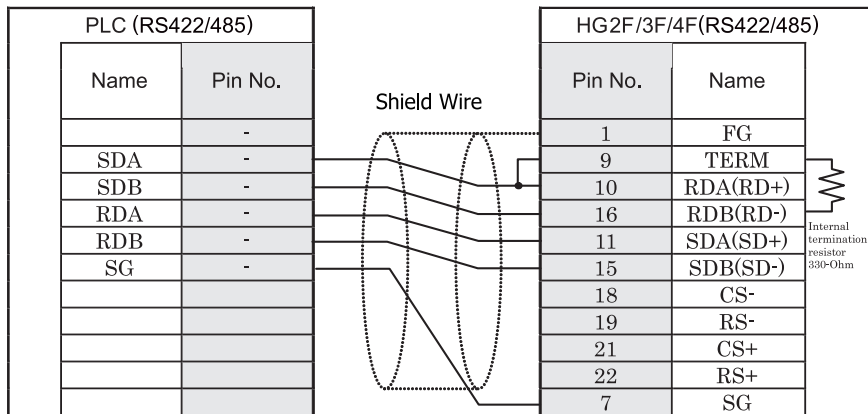 PLC (RS422/485) HG2F/3F/4F(RS422/485)
Name Pin No. Pin No. Name
Shield Wire
- 1 FG
SDA - 9 TERM
SDB - 10 RDA(RD+)
RDA - 16 RDB(RD-)
RDB - 11 SDA(SD+)
SG - 15 SDB(SD-)
Internal
termination
resistor
330-Ohm
18 CS-
19 RS-
21 CS+
22 RS+
7 SG